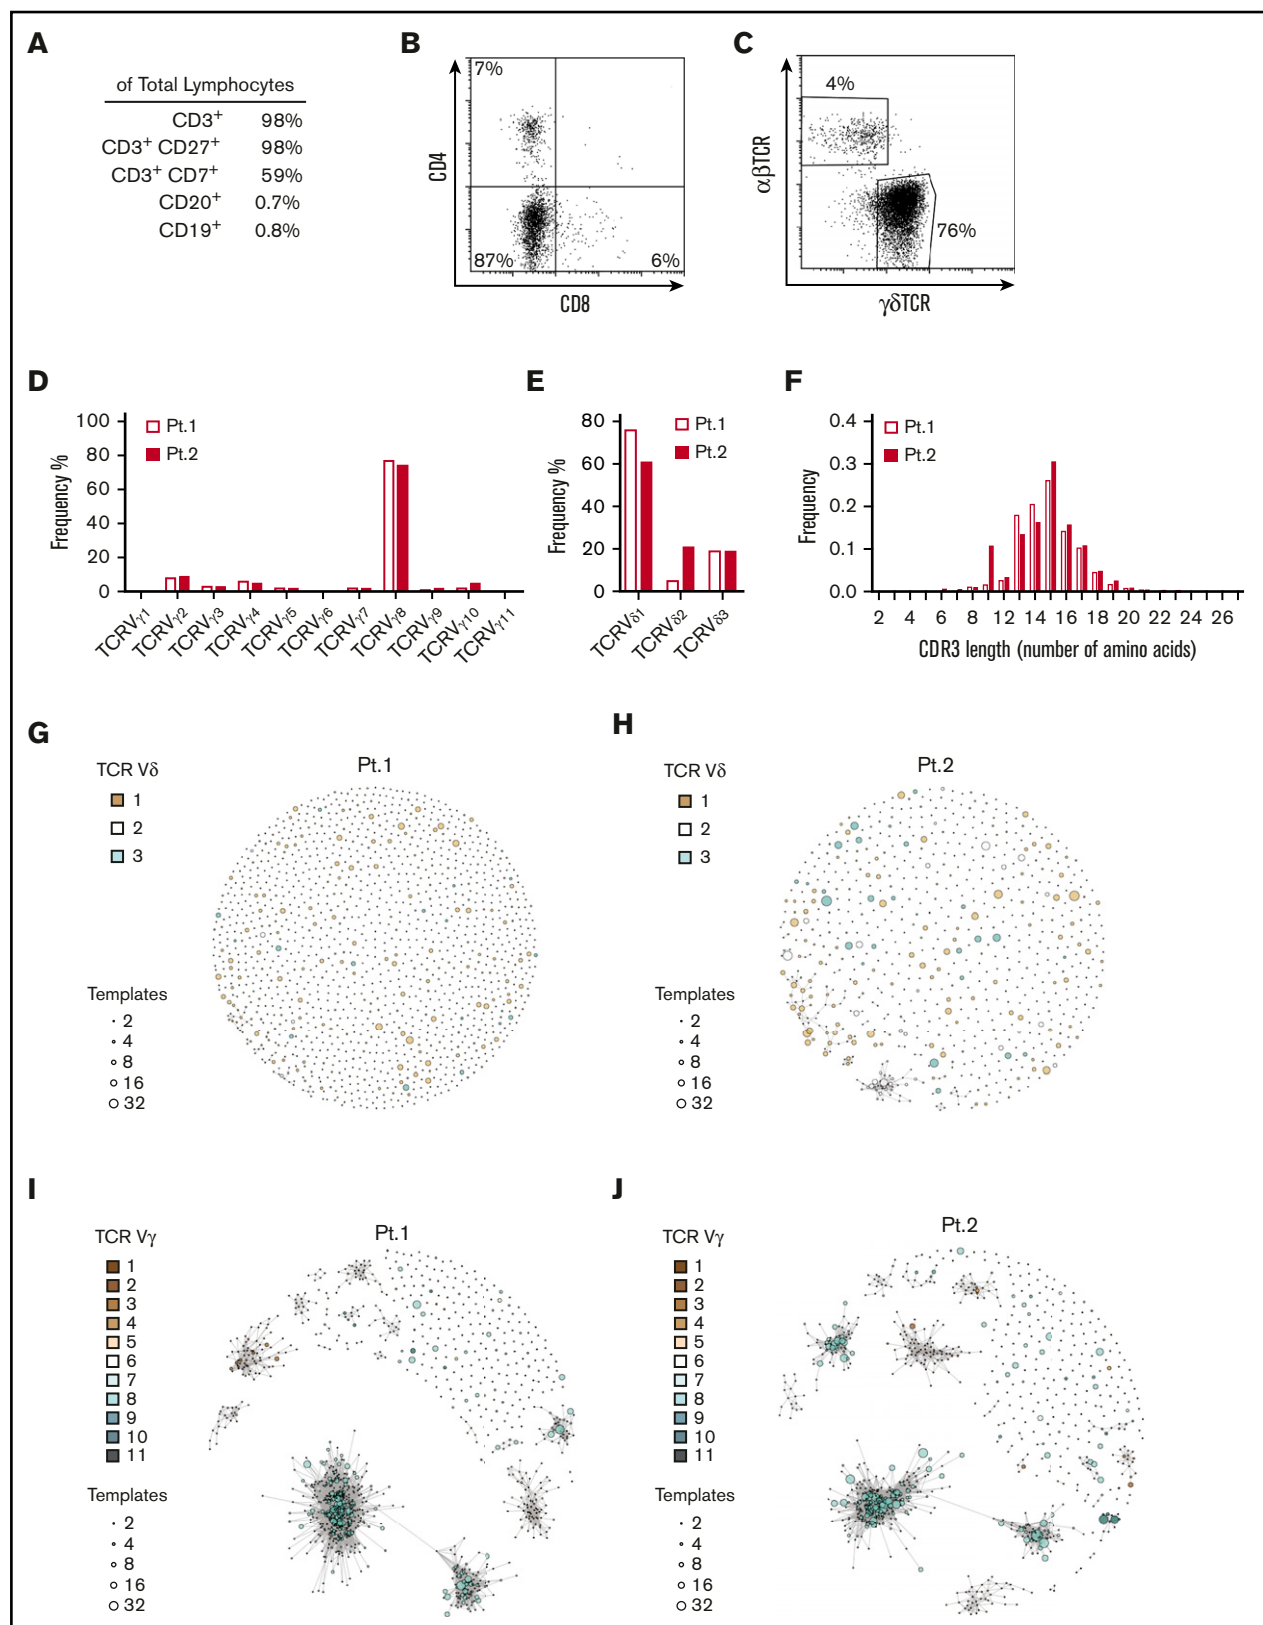 A
of Total Lymphocytes
CD3+ 98%
CD3+ CD27+ 98%
CD3+ CD7+ 59%
CD20+ 0.7%
CD19+ 0.8%
B
7%
87%
6%
CD4
CD8
C
4%
76%
αβTCR
γδTCR
D
Pt.1
Pt.2
Frequency %
100
80
60
40
20
0
TCRVγ1 TCRVγ2 TCRVγ3 TCRVγ4 TCRVγ5 TCRVγ6 TCRVγ7 TCRVγ8 TCRVγ9 TCRVγ10 TCRVγ11
E
Pt.1
Pt.2
Frequency %
80
60
40
20
0
TCRVδ1 TCRVδ2 TCRVδ3
F
Pt.1
Pt.2
Frequency
0.4
0.3
0.2
0.1
0.0
2 4 6 8 10 12 14 16 18 20 22 24 26
CDR3 length (number of amino acids)
G
Pt.1
TCR Vδ
1
2
3
Templates
2
4
8
16
32
H
Pt.2
TCR Vδ
1
2
3
Templates
2
4
8
16
32
I
Pt.1
TCR Vγ
1
2
3
4
5
6
7
8
9
10
11
Templates
2
4
8
16
32
J
Pt.2
TCR Vγ
1
2
3
4
5
6
7
8
9
10
11
Templates
2
4
8
16
32